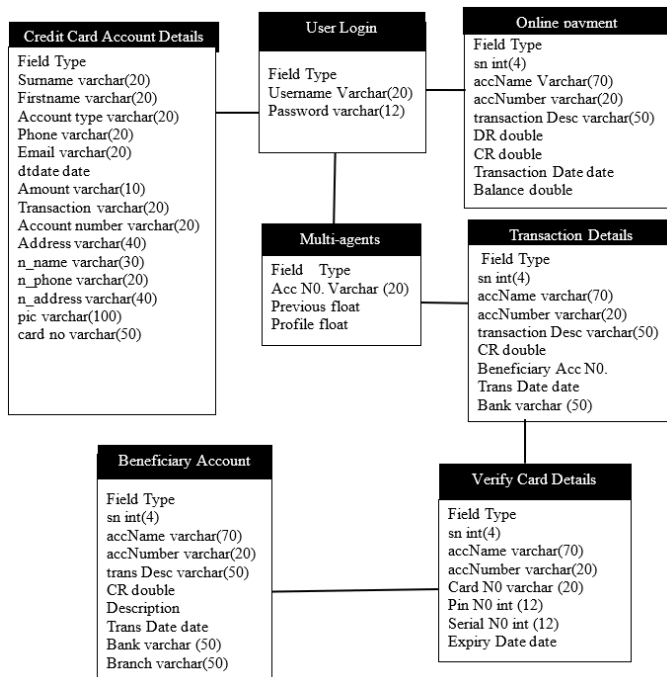 Credit Card Account Details
Field Type
Surname varchar(20)
Firstname varchar(20)
Account type varchar(20)
Phone varchar(20)
Email varchar(20)
dtdate date
Amount varchar(10)
Transaction varchar(20)
Account number varchar(20)
Address varchar(40)
n_name varchar(30)
n_phone varchar(20)
n_address varchar(40)
pic varchar(100)
card no varchar(50)
User Login
Field Type
Username Varchar(20)
Password varchar(12)
Online payment
Field Type
sn int(4)
accName Varchar(70)
accNumber varchar(20)
transaction Desc varchar(50)
DR double
CR double
Transaction Date date
Balance double
Multi-agents
Field Type
Acc N0. Varchar (20)
Previous float
Profile float
Transaction Details
Field Type
sn int(4)
accName varchar(70)
accNumber varchar(20)
transaction Desc varchar(50)
CR double
Beneficiary Acc N0.
Trans Date date
Bank varchar (50)
Beneficiary Account
Field Type
sn int(4)
accName varchar(70)
accNumber varchar(20)
trans Desc varchar(50)
CR double
Description
Trans Date date
Bank varchar (50)
Branch varchar(50)
Verify Card Details
Field Type
sn int(4)
accName varchar(70)
accNumber varchar(20)
Card N0 varchar (20)
Pin N0 int (12)
Serial N0 int (12)
Expiry Date date